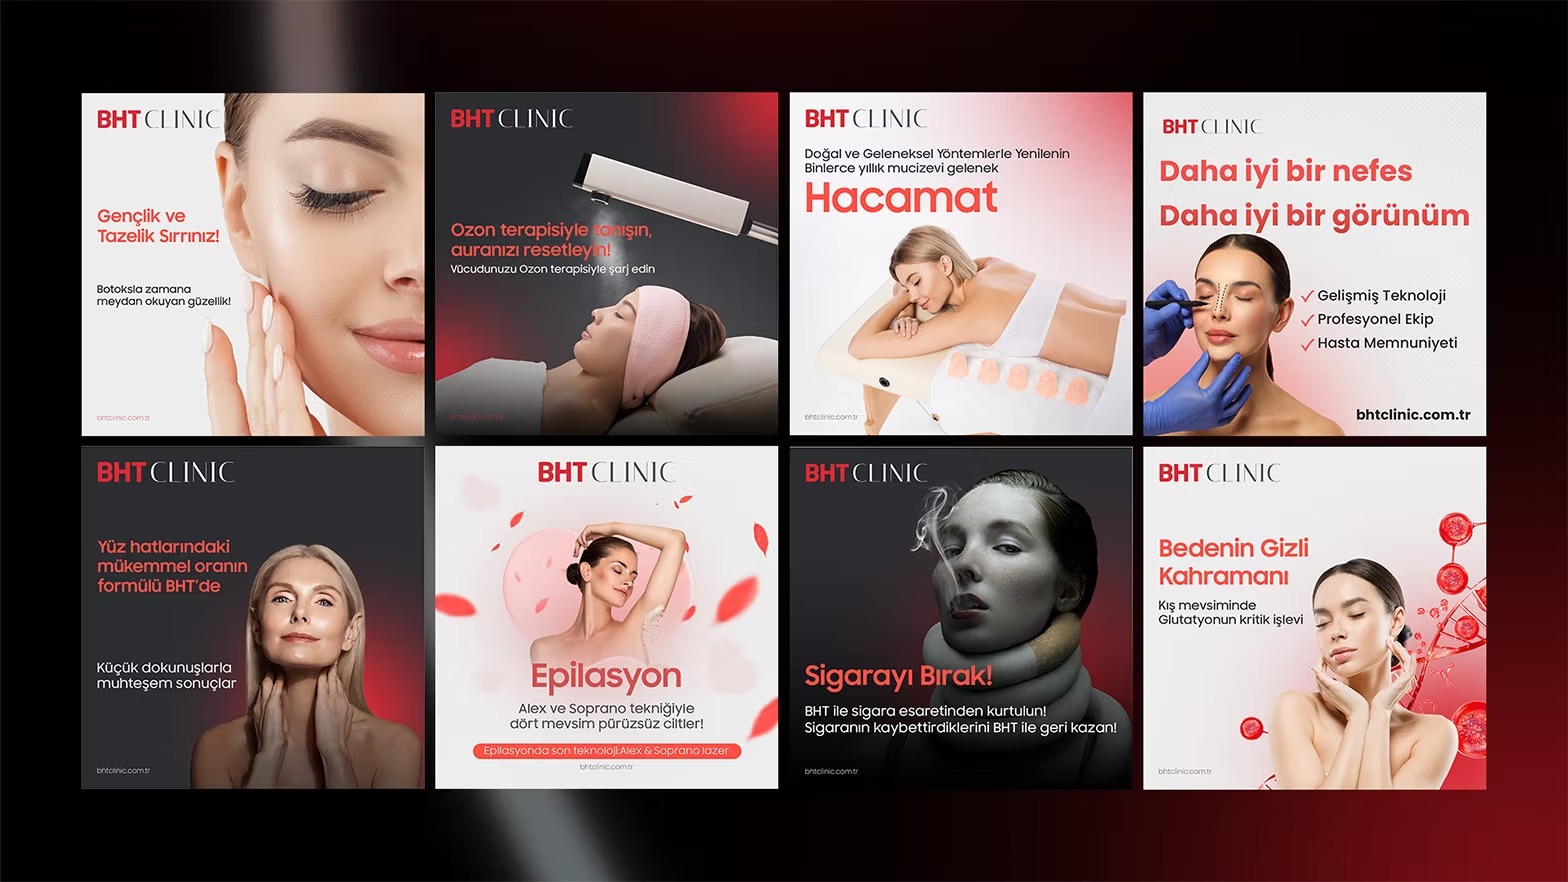 BHT CLINIC
Gençlik ve
Tazelik Sırrınız!
Botoksla zamana
meydan okuyan güzellik!
bhtclinic.com.tr
BHT CLINIC
Ozon terapisiyle tanışın,
auranızı resetleyin!
Vücudunuzu Ozon terapisiyle şarj edin
bhtclinic.com.tr
BHT CLINIC
Doğal ve Geleneksel Yöntemlerle Yenilenin
Binlerce yıllık mucizevi gelenek
Hacamat
bhtclinic.com.tr
BHT CLINIC
Daha iyi bir nefes
Daha iyi bir görünüm
Gelişmiş Teknoloji
Profesyonel Ekip
Hasta Memnuniyeti
bhtclinic.com.tr
BHT CLINIC
Yüz hatlarındaki
mükemmel oranın
formülü BHT'de
Küçük dokunuşlarla
muhteşem sonuçlar
bhtclinic.com.tr
BHT CLINIC
Epilasyon
Alex ve Soprano tekniğiyle
dört mevsim pürüzsüz ciltler!
Epilasyonda son teknoloji:Alex & Soprano lazer
bhtclinic.com.tr
BHT CLINIC
Sigarayı Bırak!
BHT ile sigara esaretinden kurtulun!
Sigaranın kaybettirdiklerini BHT ile geri kazan!
bhtclinic.com.tr
BHT CLINIC
Bedenin Gizli
Kahramanı
Kış mevsiminde
Glutatyonun kritik işlevi
bhtclinic.com.tr